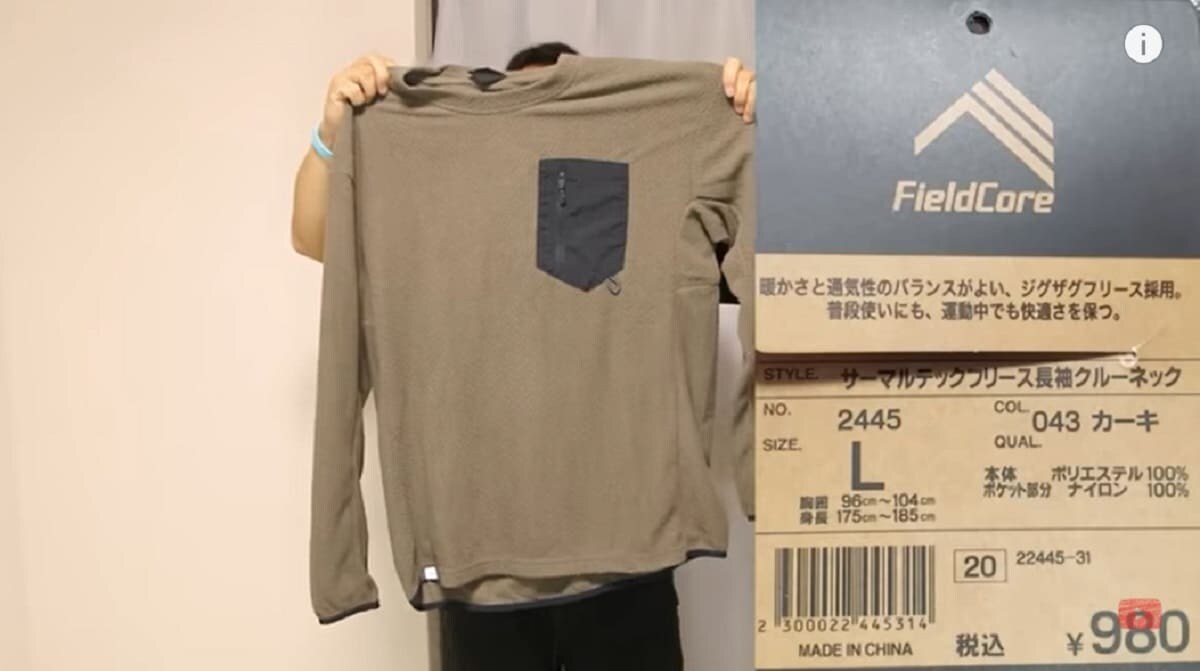 FieldCore
暖かさと通気性のバランスがよい、ジグザグフリース採用。
普段使いにも、運動中でも快適さを保つ。
STYLE. サーマルテックフリース長袖クルーネック
NO. 2445 COL. 043 カーキ
SIZE. L QUAL.
本体 ポリエステル100%
ポケット部分 ナイロン 100%
胸囲 96cm〜104cm
身長 175cm〜185cm
20 22445-31
2 300022 445314
MADE IN CHINA 税込 ¥980